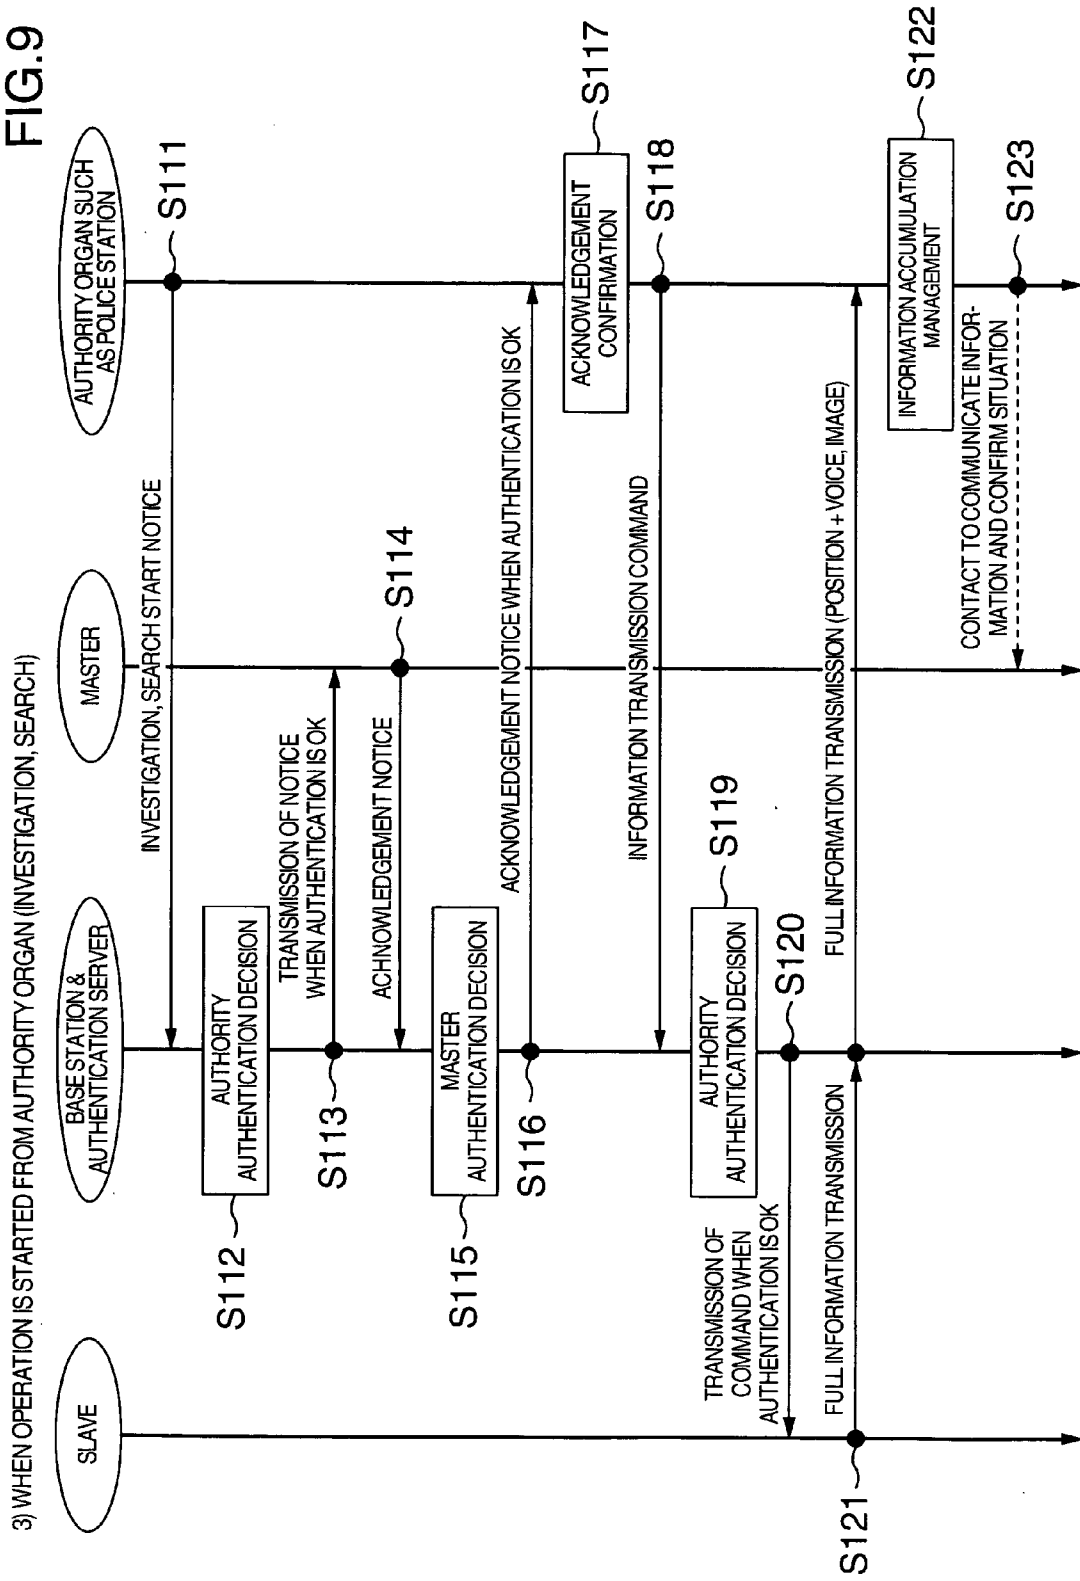 FIG.9
3) WHEN OPERATION IS STARTED FROM AUTHORITY ORGAN (INVESTIGATION, SEARCH)
SLAVE
BASE STATION &
AUTHENTICATION SERVER
MASTER
AUTHORITY ORGAN SUCH
AS POLICE STATION
S111
INVESTIGATION, SEARCH START NOTICE
AUTHORITY
AUTHENTICATION DECISION
S112
TRANSMISSION OF NOTICE
WHEN AUTHENTICATION IS OK
S113
S114
ACHNOWLEDGEMENT NOTICE
MASTER
AUTHENTICATION DECISION
S115
ACKNOWLEDGEMENT NOTICE WHEN AUTHENTICATION IS OK
S116
ACKNOWLEDGEMENT
CONFIRMATION
S117
S118
INFORMATION TRANSMISSION COMMAND
AUTHORITY
AUTHENTICATION DECISION
S119
TRANSMISSION OF
COMMAND WHEN
AUTHENTICATION IS OK
S120
FULL INFORMATION TRANSMISSION
FULL INFORMATION TRANSMISSION (POSITION + VOICE, IMAGE)
S121
INFORMATION ACCUMULATION
MANAGEMENT
S122
CONTACT TO COMMUNICATE INFOR-
MATION AND CONFIRM SITUATION
S123